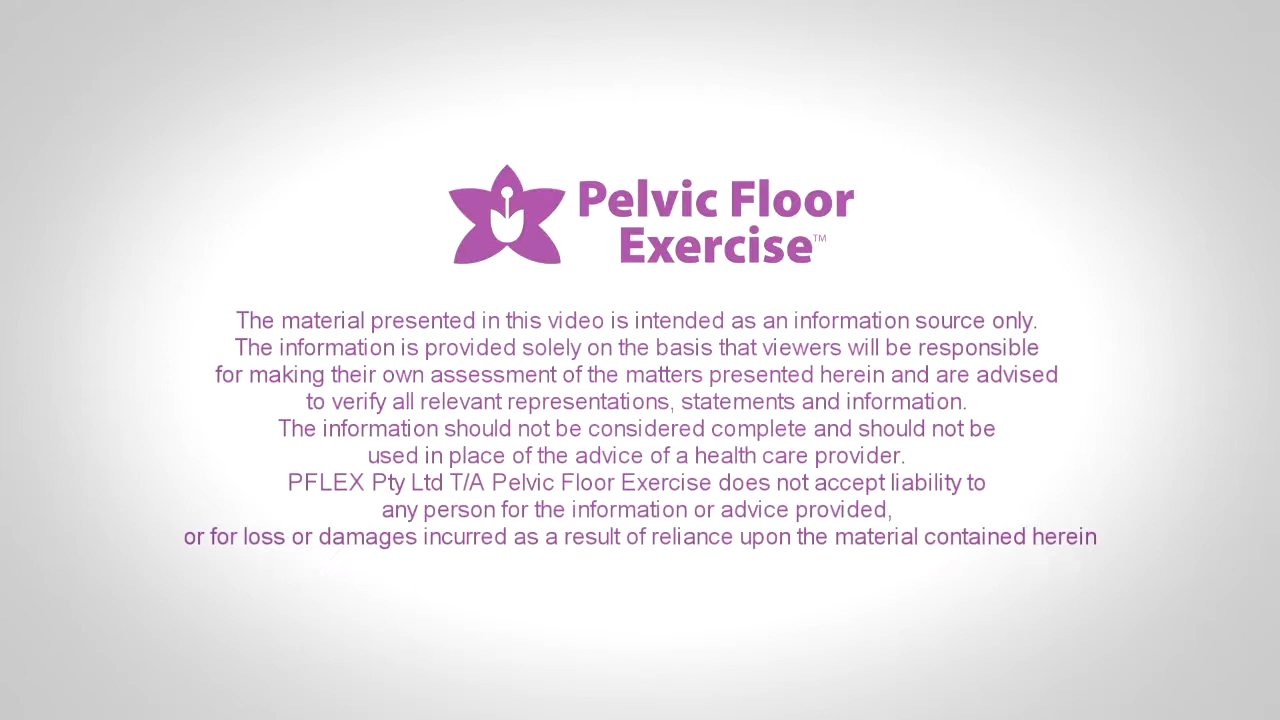 Pelvic Floor
Exercise™
The material presented in this video is intended as an information source only.
The information is provided solely on the basis that viewers will be responsible
for making their own assessment of the matters presented herein and are advised
to verify all relevant representations, statements and information.
The information should not be considered complete and should not be
used in place of the advice of a health care provider.
PFLEX Pty Ltd T/A Pelvic Floor Exercise does not accept liability to
any person for the information or advice provided,
or for loss or damages incurred as a result of reliance upon the material contained herein